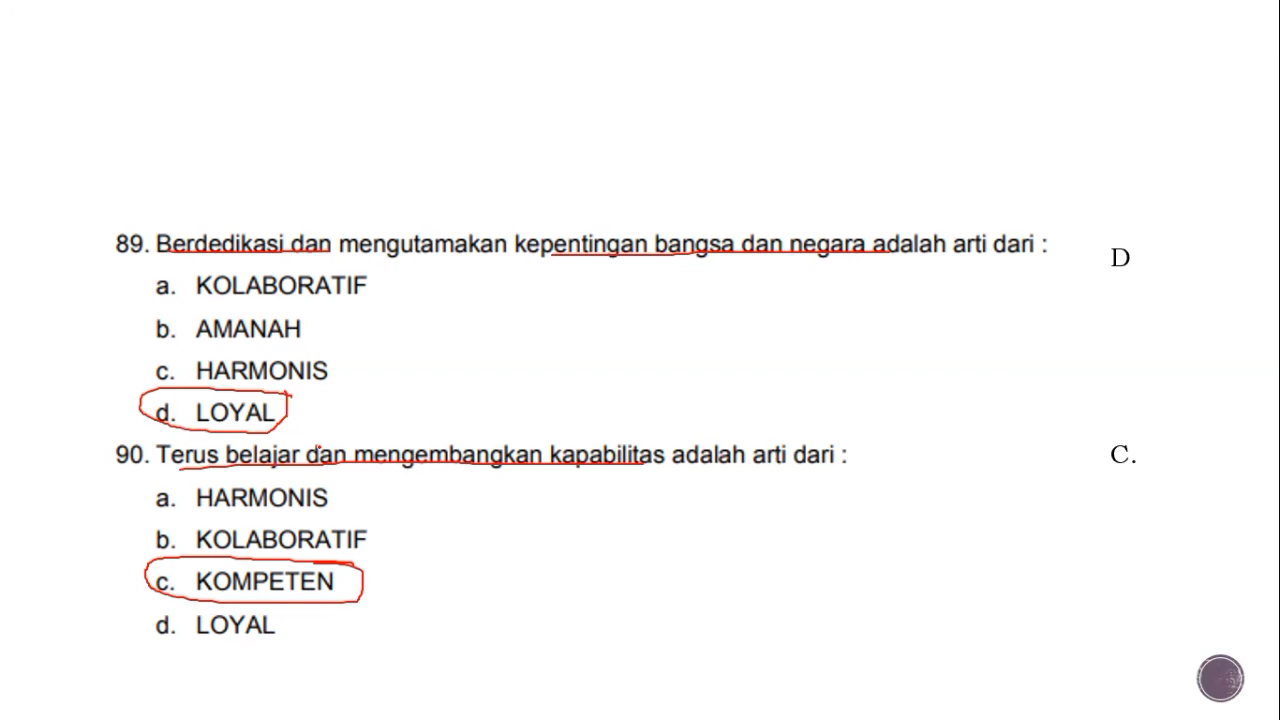 89. Berdedikasi dan mengutamakan kepentingan bangsa dan negara adalah arti dari : D
a. KOLABORATIF
b. AMANAH
c. HARMONIS
d. LOYAL
90. Terus belajar dan mengembangkan kapabilitas adalah arti dari : C.
a. HARMONIS
b. KOLABORATIF
c. KOMPETEN
d. LOYAL